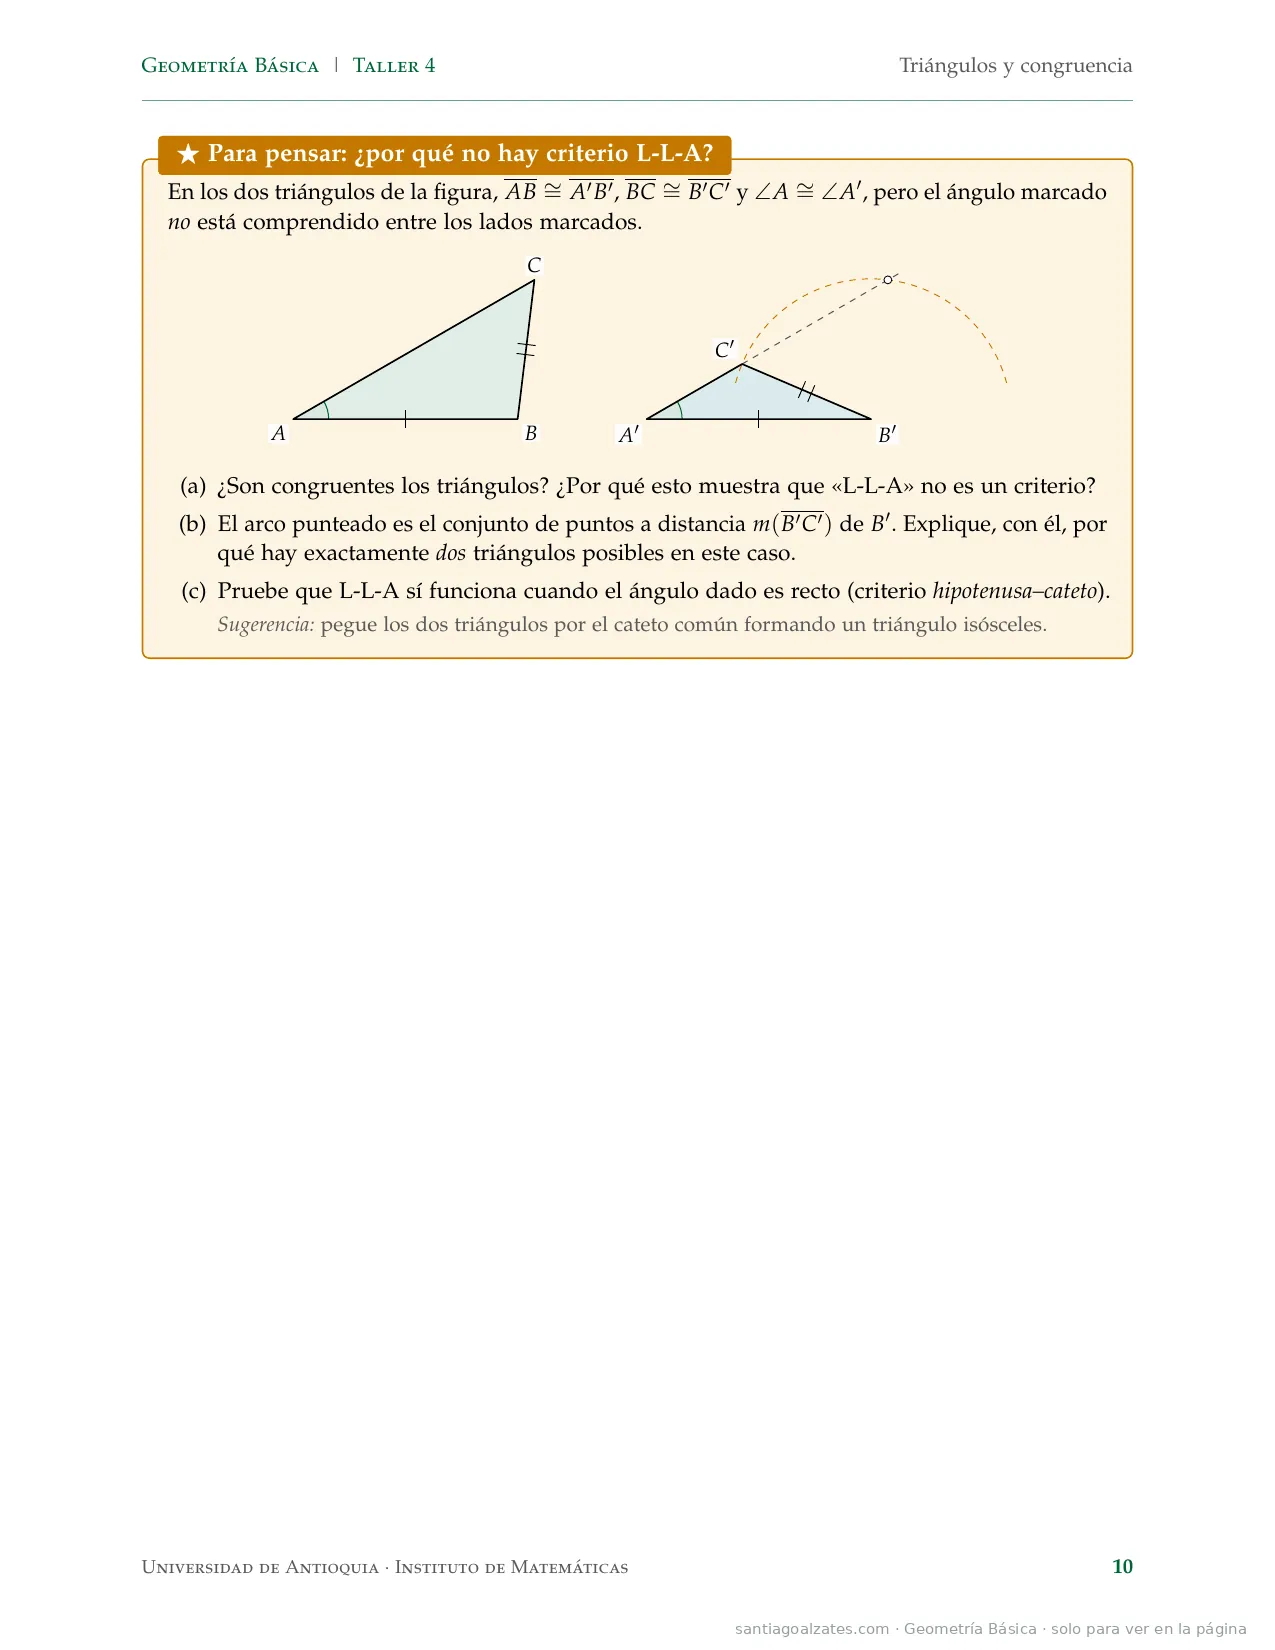 Geometría Básica | Taller 4
Triángulos y congruencia
★ Para pensar: ¿por qué no hay criterio L-L-A?
En los dos triángulos de la figura, \overline{AB} ≅ \overline{A′B′}, \overline{BC} ≅ \overline{B′C′} y ∠A ≅ ∠A′, pero el ángulo marcado
no está comprendido entre los lados marcados.
C
A
B
C′
A′
B′
(a) ¿Son congruentes los triángulos? ¿Por qué esto muestra que «L-L-A» no es un criterio?
(b) El arco punteado es el conjunto de puntos a distancia m(\overline{B′C′}) de B′. Explique, con él, por
qué hay exactamente dos triángulos posibles en este caso.
(c) Pruebe que L-L-A sí funciona cuando el ángulo dado es recto (criterio hipotenusa–cateto).
Sugerencia: pegue los dos triángulos por el cateto común formando un triángulo isósceles.
Universidad de Antioquia · Instituto de Matemáticas
10
santiagoalzates.com · Geometría Básica · solo para ver en la página